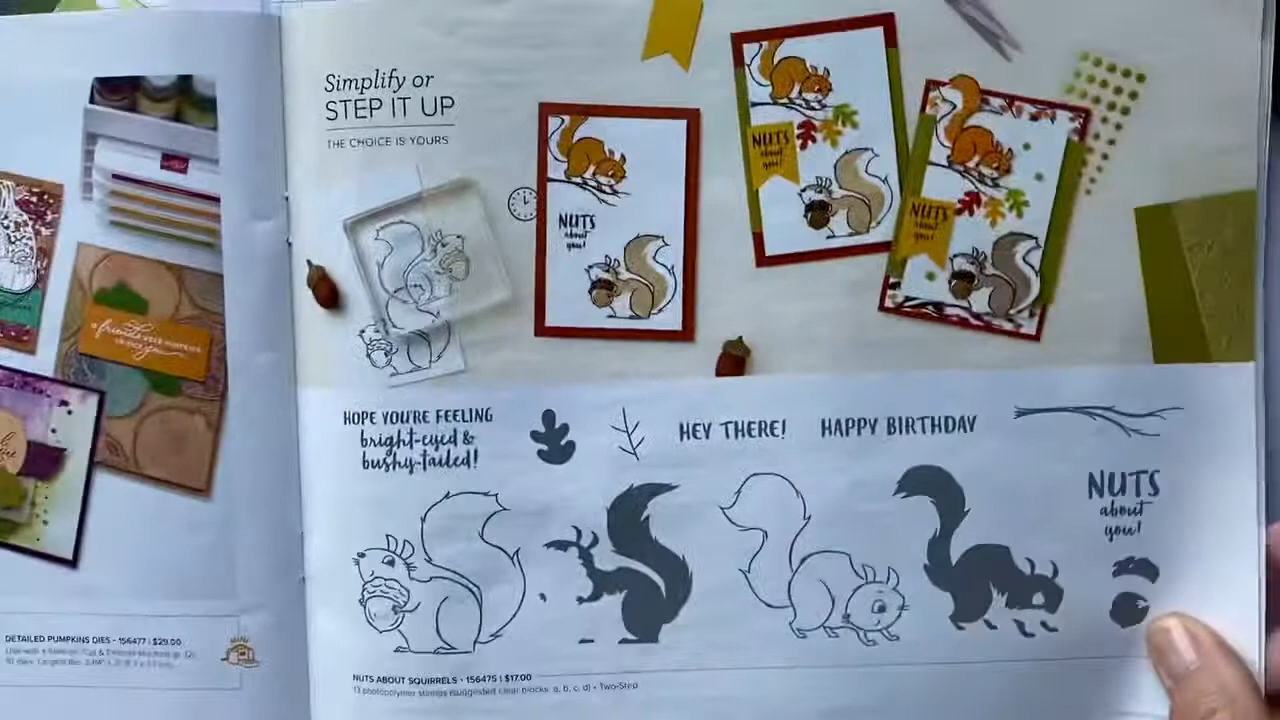 Simplify or
STEP IT UP
THE CHOICE IS YOURS
NUTS
about
you!
NUTS
about
you!
NUTS
about
you!
HOPE YOU'RE FEELING
bright-eyed &
bushy-tailed!
HEY THERE!
HAPPY BIRTHDAY
NUTS
about
you!
NUTS ABOUT SQUIRRELS • 156475 | $17.00
13 photopolymer stamps (suggested clear blocks: a, b, c, d) • Two-Step
DETAILED PUMPKINS DIES • 156477 | $29.00